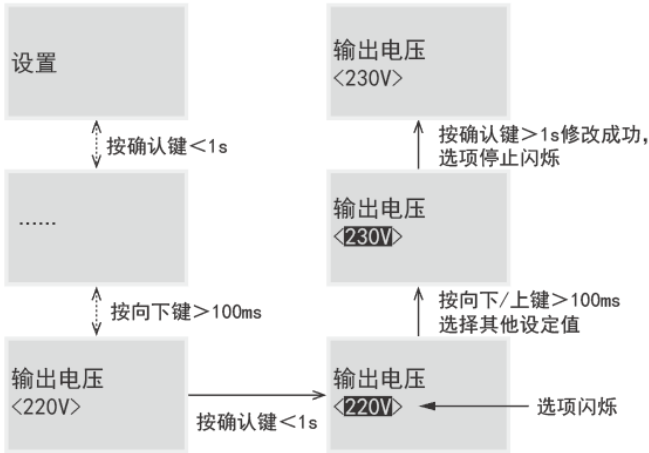 设置
按确认键<1s
......
按向下键>100ms
输出电压
<220V>
按确认键<1s
输出电压
<220V>
选项闪烁
按向下/上键>100ms
选择其他设定值
输出电压
<230V>
按确认键>1s修改成功，
选项停止闪烁
输出电压
<230V>